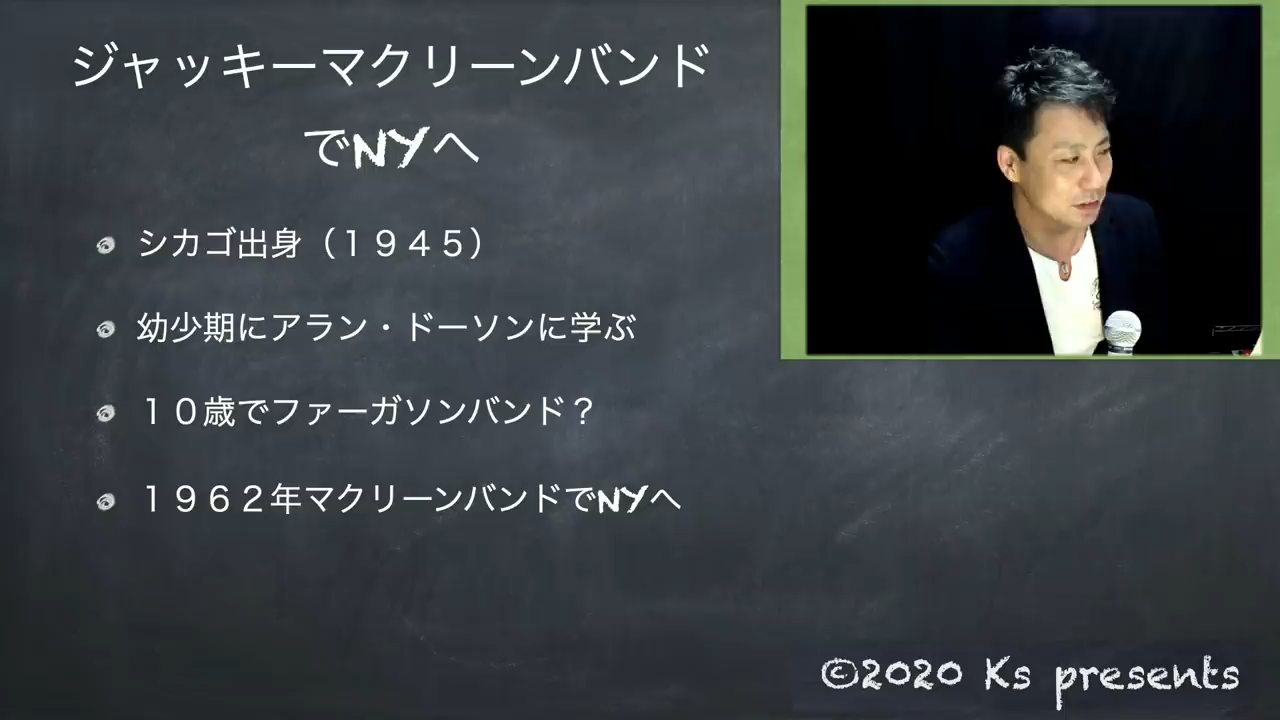 ジャッキーマクリーンバンド
でNYへ
シカゴ出身（１９４５）
幼少期にアラン・ドーソンに学ぶ
１０歳でファーガソンバンド？
１９６２年マクリーンバンドでNYへ
©2020 Ks presents